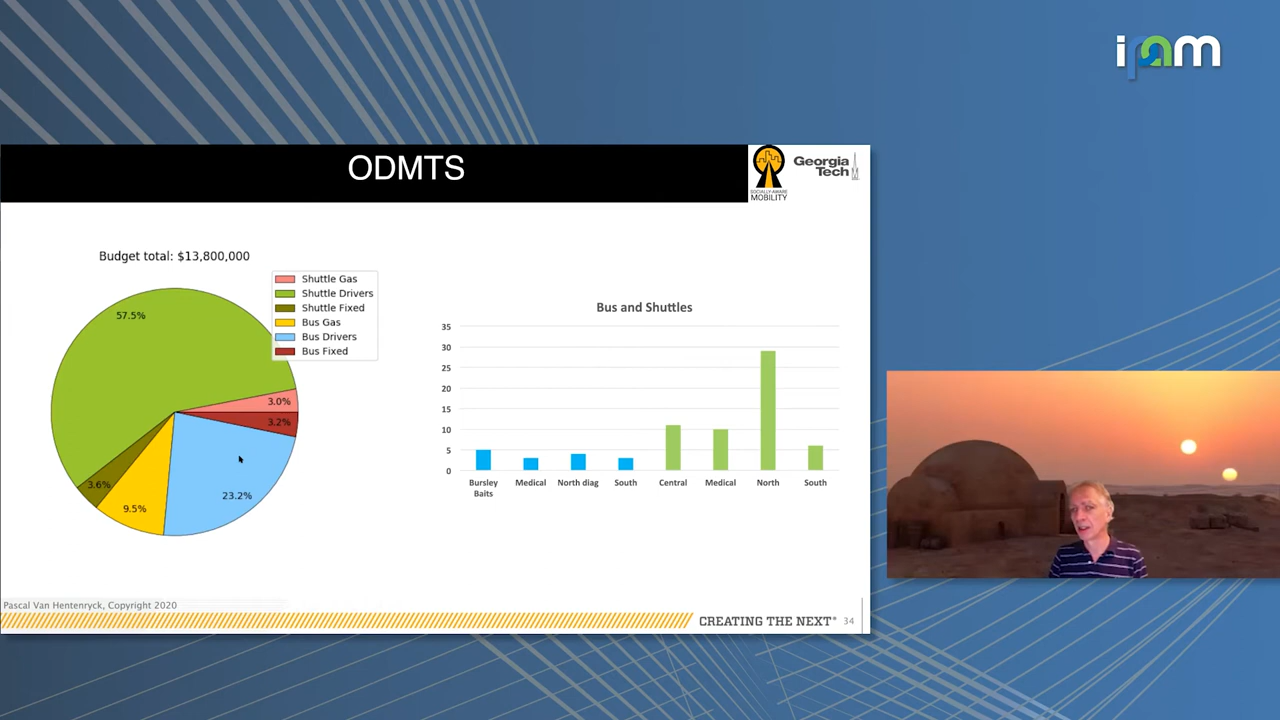 ipam
ODMTS
SOCIALLY-AWARE
MOBILITY
Georgia
Tech
Budget total: $13,800,000
Shuttle Gas
Shuttle Drivers
Shuttle Fixed
Bus Gas
Bus Drivers
Bus Fixed
57.5%
3.0%
3.2%
3.6%
23.2%
9.5%
Bus and Shuttles
35
30
25
20
15
10
5
0
Bursley
Baits
Medical
North diag
South
Central
Medical
North
South
Pascal Van Hentenryck, Copyright 2020
CREATING THE NEXT®
34